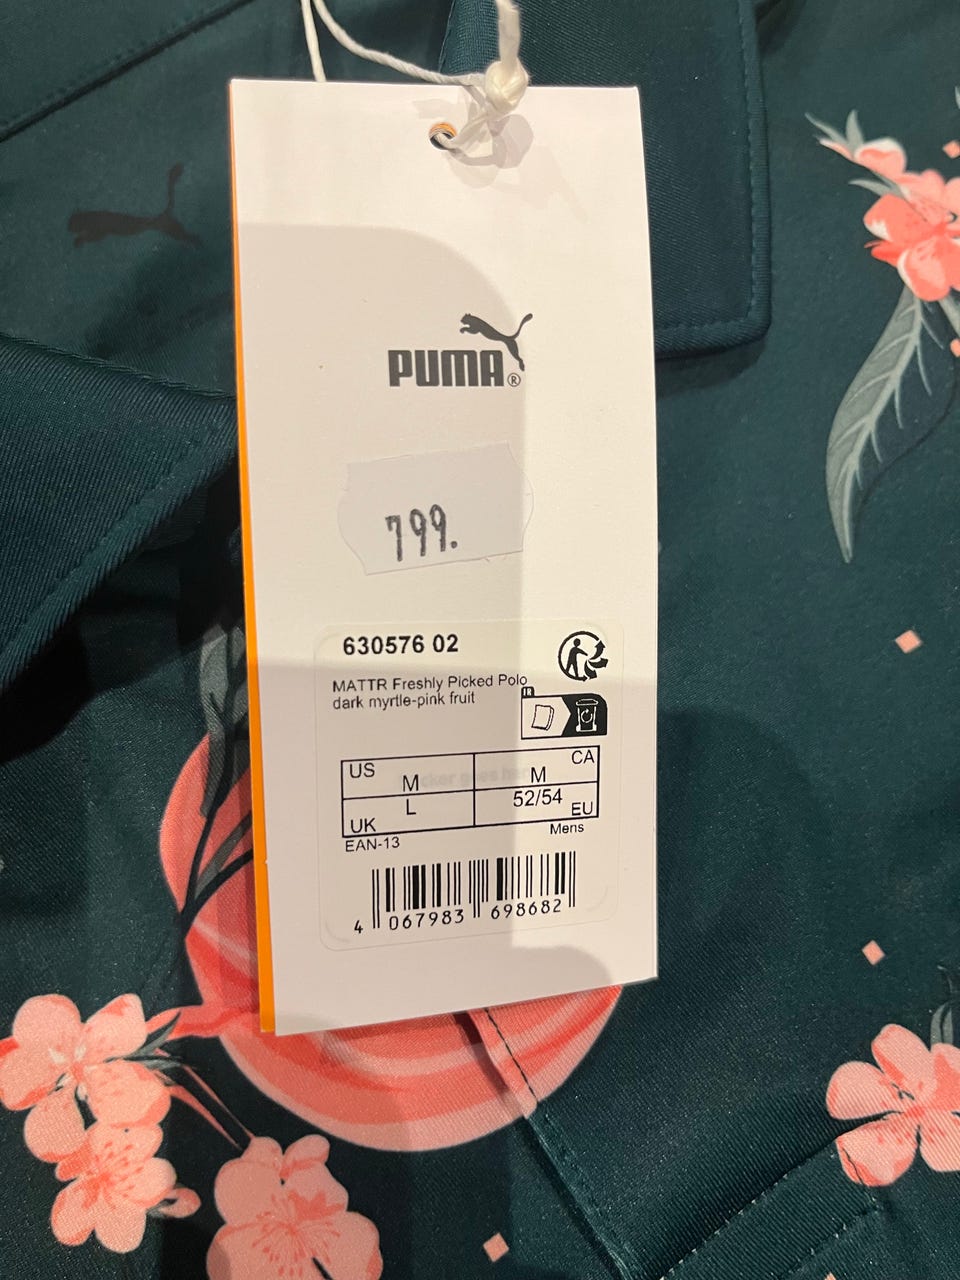 PUMA®
799.
630576 02
MATTR Freshly Picked Polo
dark myrtle-pink fruit
US M
M CA
UK L
52/54 EU
EAN-13
Mens
4 067983 698682